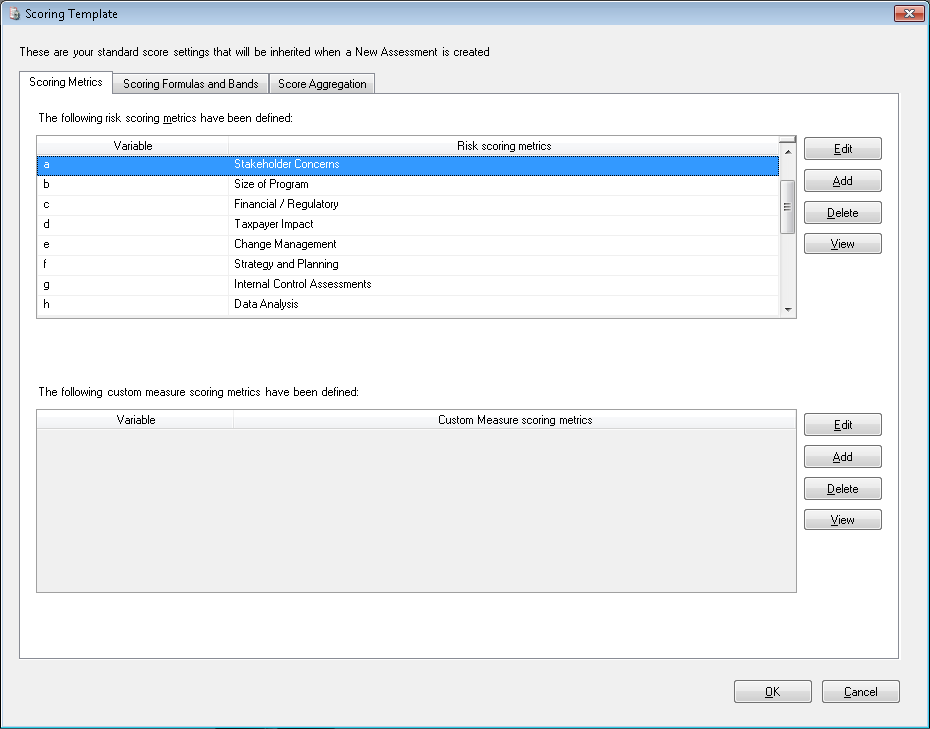 Scoring Template
These are your standard score settings that will be inherited when a New Assessment is created
Scoring Metrics Scoring Formulas and Bands Score Aggregation
The following risk scoring metrics have been defined:
Variable Risk scoring metrics
a Stakeholder Concerns
b Size of Program
c Financial / Regulatory
d Taxpayer Impact
e Change Management
f Strategy and Planning
g Internal Control Assessments
h Data Analysis
Edit
Add
Delete
View
The following custom measure scoring metrics have been defined:
Variable Custom Measure scoring metrics
Edit
Add
Delete
View
OK Cancel